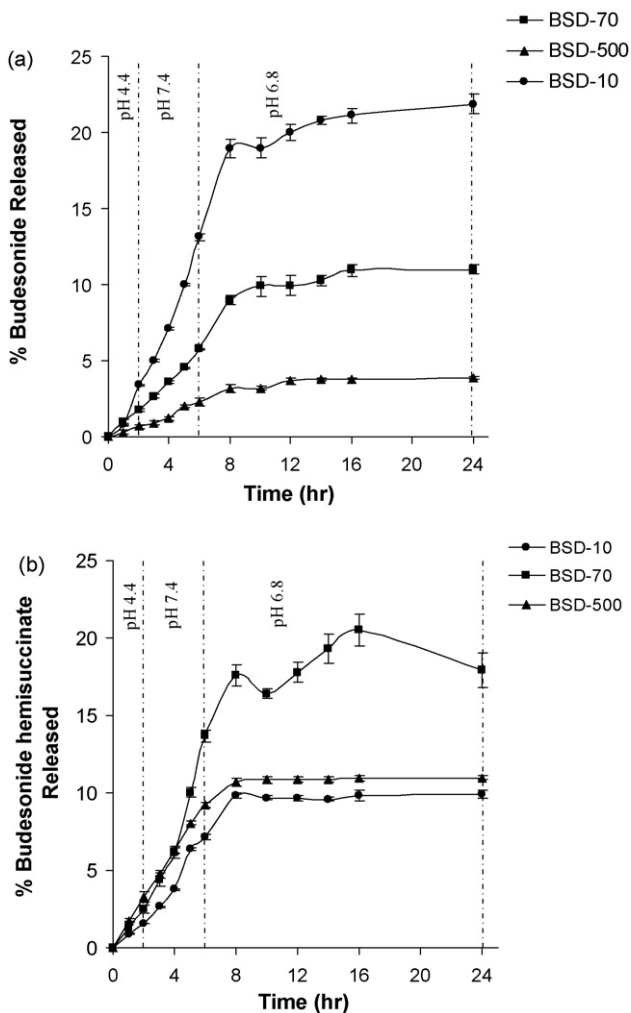 BSD-70
BSD-500
BSD-10
(a)
pH 4.4
pH 7.4
pH 6.8
25
20
15
10
5
0
% Budesonide Released
0 4 8 12 16 20 24
Time (hr)
BSD-10
BSD-70
BSD-500
(b)
pH 4.4
pH 7.4
pH 6.8
25
20
15
10
5
0
% Budesonide hemisuccinate
Released
0 4 8 12 16 20 24
Time (hr)